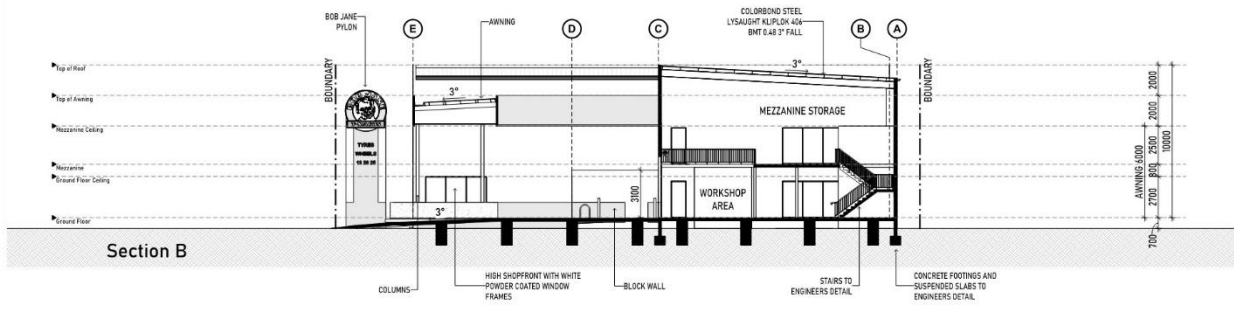 BOB JANE
PYLON
E
AWNING
D
C
COLORBOND STEEL
LYSAUGHT KLIPLOK 406
BMT 0.48 3° FALL
B
A
Top of Roof
BOUNDARY
3°
BOUNDARY
2000
Top of Awning
3°
MEZZANINE STORAGE
2000
Mezzanine Ceiling
TYRES
WHEELS
AWNING 6000
2500
10000
Mezzanine
800
Ground Floor Ceiling
3100
WORKSHOP
AREA
2700
3°
Ground Floor
700
Section B
COLUMNS
HIGH SHOPFRONT WITH WHITE
POWDER COATED WINDOW
FRAMES
BLOCK WALL
STAIRS TO
ENGINEERS DETAIL
CONCRETE FOOTINGS AND
SUSPENDED SLABS TO
ENGINEERS DETAIL